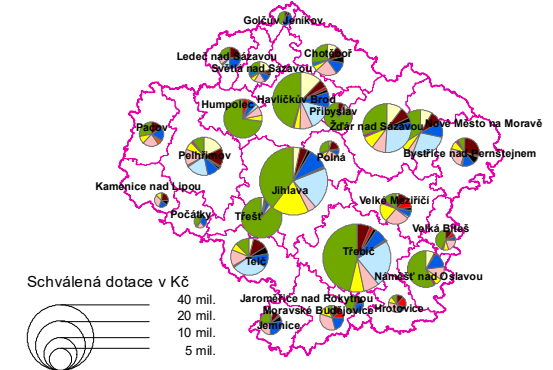 Golčův Jeníkov
Ledeč nad Sázavou
Chotěboř
Světlá nad Sázavou
Havlíčkův Brod
Humpolec
Přibyslav
Pacov
Žďár nad Sázavou
Nové Město na Moravě
Pelhřimov
Polná
Bystřice nad Pernštejnem
Kamenice nad Lipou
Jihlava
Velké Meziříčí
Počátky
Třešť
Velká Bíteš
Třebíč
Telč
Náměšť nad Oslavou
Schválená dotace v Kč
40 mil.
20 mil.
10 mil.
5 mil.
Jaroměřice nad Rokytnou
Moravské Budějovice
Hrotovice
Jemnice